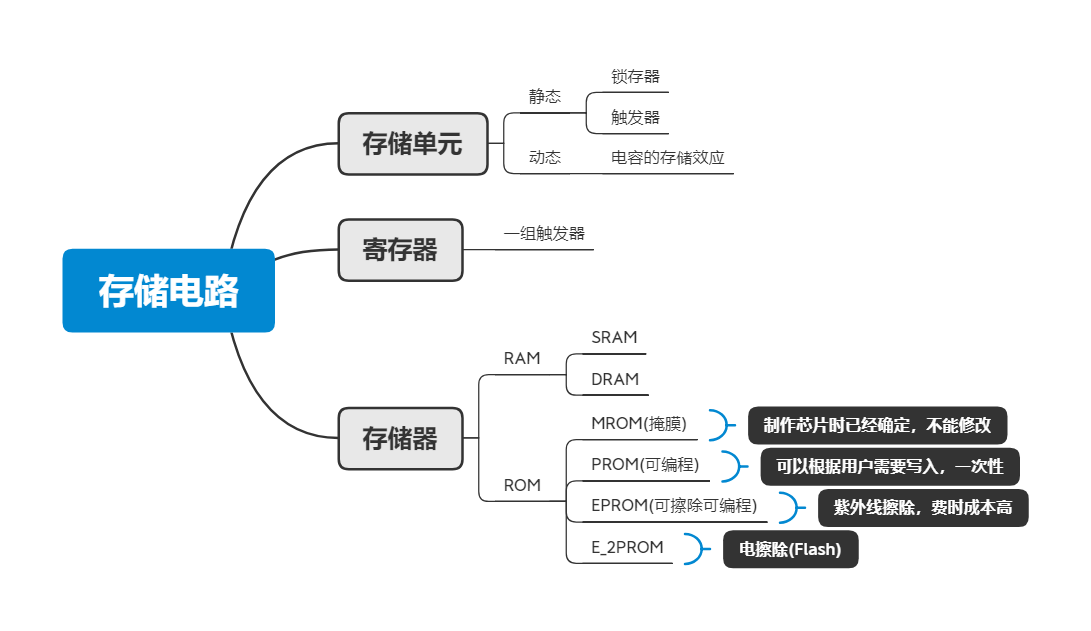 存储电路
存储单元
静态
锁存器
触发器
动态
电容的存储效应
寄存器
一组触发器
存储器
RAM
SRAM
DRAM
ROM
MROM(掩膜)
制作芯片时已经确定，不能修改
PROM(可编程)
可以根据用户需要写入，一次性
EPROM(可擦除可编程)
紫外线擦除，费时成本高
E_2PROM
电擦除(Flash)